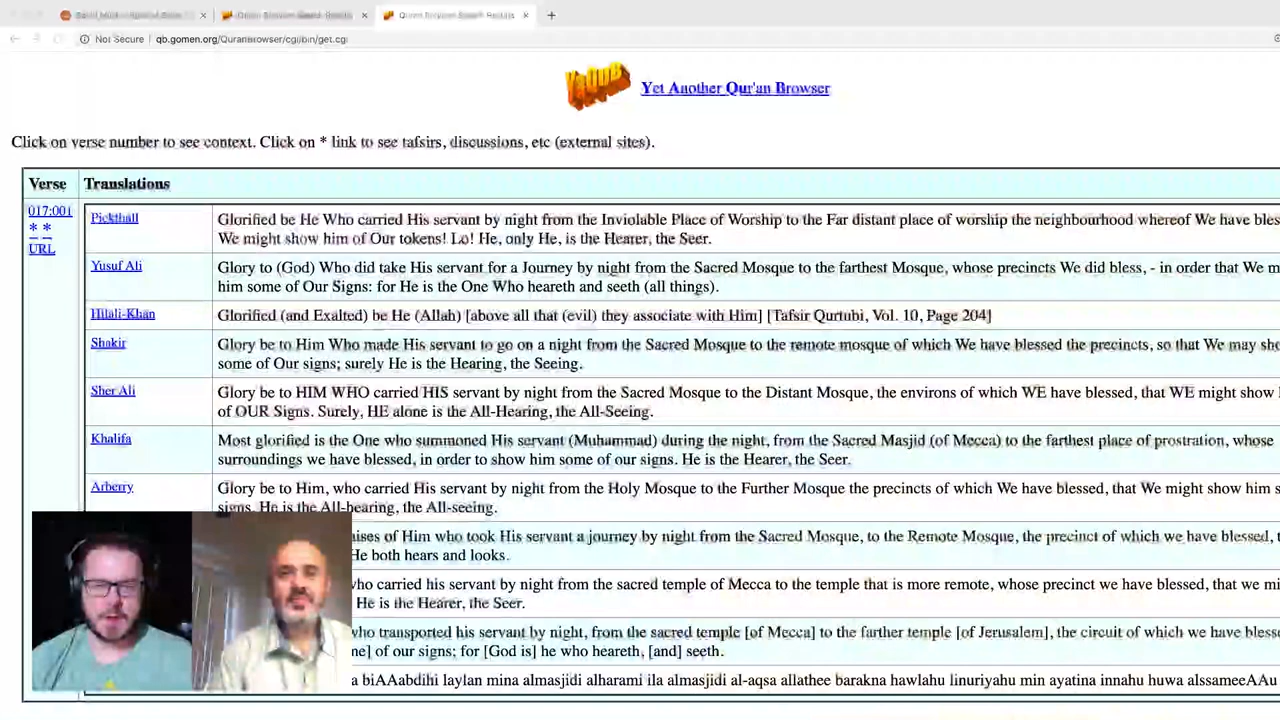 Quran Browser Search Results
Quran Browser Search Results
Not Secure | qb.gomen.org/QuranBrowser/cgi/bin/get.cgi
YaQuB
Yet Another Qur'an Browser
Click on verse number to see context. Click on * link to see tafsirs, discussions, etc (external sites).
Verse Translations
017:001
* *
URL
Pickthall
Glorified be He Who carried His servant by night from the Inviolable Place of Worship to the Far distant place of worship the neighbourhood whereof We have bles
We might show him of Our tokens! Lo! He, only He, is the Hearer, the Seer.
Yusuf Ali
Glory to (God) Who did take His servant for a Journey by night from the Sacred Mosque to the farthest Mosque, whose precincts We did bless, - in order that We m
him some of Our Signs: for He is the One Who heareth and seeth (all things).
Hilali-Khan
Glorified (and Exalted) be He (Allah) [above all that (evil) they associate with Him] [Tafsir Qurtubi, Vol. 10, Page 204]
Shakir
Glory be to Him Who made His servant to go on a night from the Sacred Mosque to the remote mosque of which We have blessed the precincts, so that We may sho
some of Our signs; surely He is the Hearing, the Seeing.
Sher Ali
Glory be to HIM WHO carried HIS servant by night from the Sacred Mosque to the Distant Mosque, the environs of which WE have blessed, that WE might show
of OUR Signs. Surely, HE alone is the All-Hearing, the All-Seeing.
Khalifa
Most glorified is the One who summoned His servant (Muhammad) during the night, from the Sacred Masjid (of Mecca) to the farthest place of prostration, whose
surroundings we have blessed, in order to show him some of our signs. He is the Hearer, the Seer.
Arberry
Glory be to Him, who carried His servant by night from the Holy Mosque to the Further Mosque the precincts of which We have blessed, that We might show him s
signs. He is the All-hearing, the All-seeing.
aises of Him who took His servant a journey by night from the Sacred Mosque, to the Remote Mosque, the precinct of which we have blessed, t
He both hears and looks.
who carried his servant by night from the sacred temple of Mecca to the temple that is more remote, whose precinct we have blessed, that we mi
He is the Hearer, the Seer.
who transported his servant by night, from the sacred temple [of Mecca] to the farther temple [of Jerusalem], the circuit of which we have blesse
ne] of our signs; for [God is] he who heareth, [and] seeth.
a biAAabdihi laylan mina almasjidi alharami ila almasjidi al-aqsa allathee barakna hawlahu linuriyahu min ayatina innahu huwa alssameeAAu